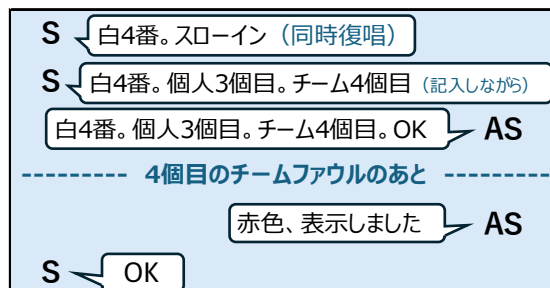 S 白4番。スローイン（同時復唱）
S 白4番。個人3個目。チーム4個目（記入しながら）
白4番。個人3個目。チーム4個目。OK AS
--------- 4個目のチームファウルのあと ---------
赤色、表示しました AS
S OK